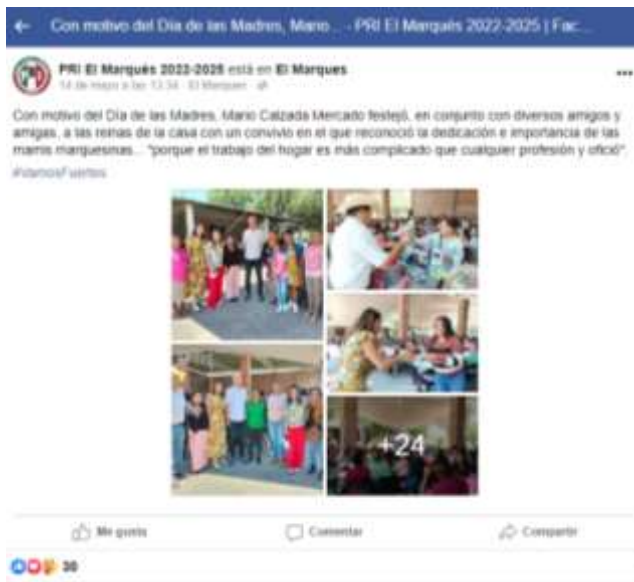 Con motivo del Día de las Madres, Mario... - PRI El Marqués 2022-2025 | Fac...
PRI El Marqués 2022-2025 está en El Marques
14 de mayo a las 13:34 · El Marques ·
Con motivo del Día de las Madres, Mario Calzada Mercado festejó, en conjunto con diversos amigos y
amigas, a las reinas de la casa con un convivio en el que reconoció la dedicación e importancia de las
mamis marquesinas... "porque el trabajo del hogar es más complicado que cualquier profesión y oficio".
#VamosFuertes
+24
Me gusta
Comentar
Compartir
30